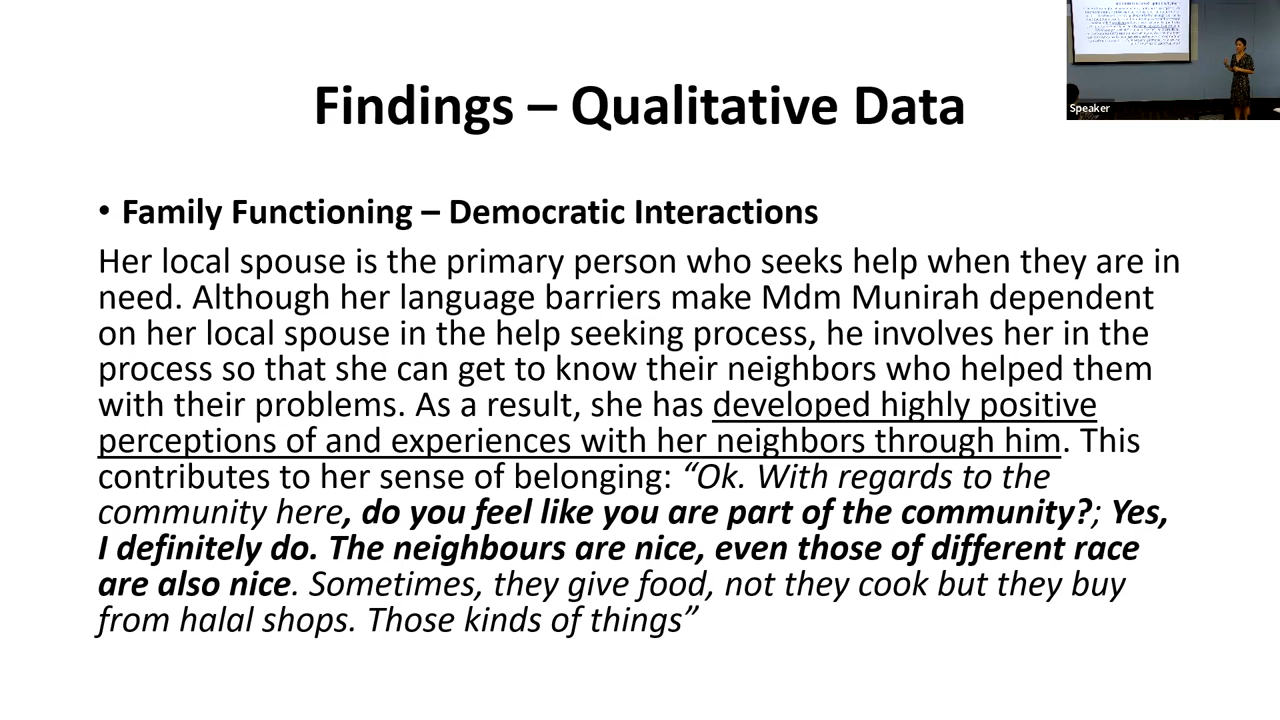 Findings – Qualitative Data
Speaker
• Family Functioning – Democratic Interactions
Her local spouse is the primary person who seeks help when they are in
need. Although her language barriers make Mdm Munirah dependent
on her local spouse in the help seeking process, he involves her in the
process so that she can get to know their neighbors who helped them
with their problems. As a result, she has developed highly positive
perceptions of and experiences with her neighbors through him. This
contributes to her sense of belonging: “Ok. With regards to the
community here, do you feel like you are part of the community?; Yes,
I definitely do. The neighbours are nice, even those of different race
are also nice. Sometimes, they give food, not they cook but they buy
from halal shops. Those kinds of things”